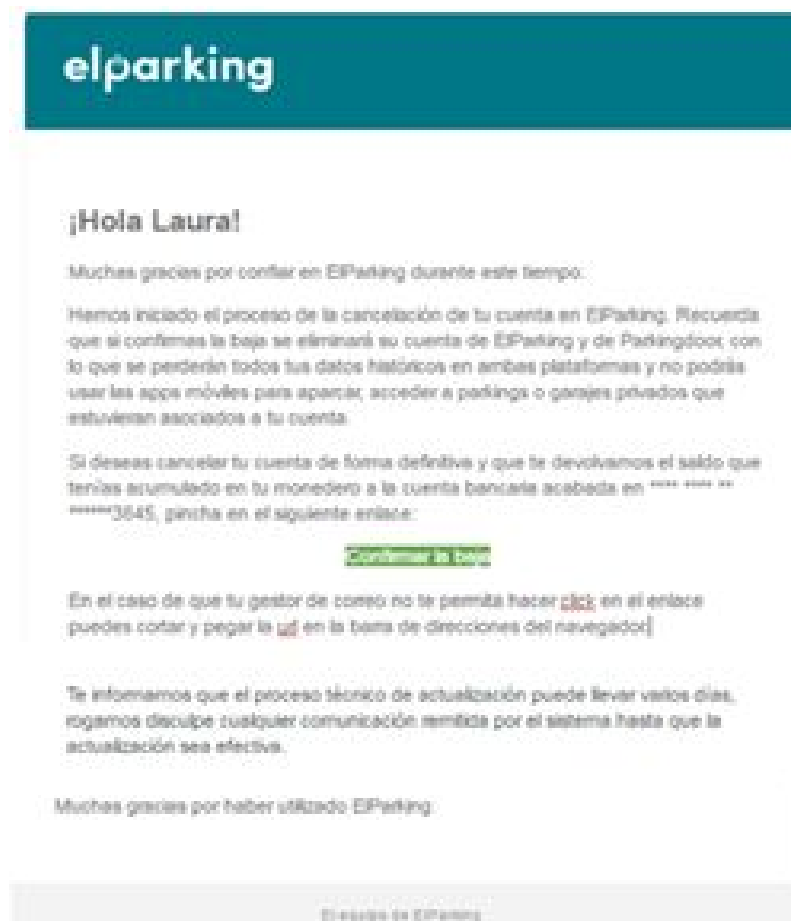 elparking
¡Hola Laura!
Muchas gracias por confiar en ElParking durante este tiempo.
Hemos iniciado el proceso de la cancelación de tu cuenta en ElParking. Recuerda
que si confirmas la baja se eliminará su cuenta de ElParking y de Parkingdoor, con
lo que se perderán todos tus datos históricos en ambas plataformas y no podrás
usar las apps móviles para aparcar, acceder a parkings o garajes privados que
estuvieran asociados a tu cuenta.
Si deseas cancelar tu cuenta de forma definitiva y que te devolvamos el saldo que
tenías acumulado en tu monedero a la cuenta bancaria acabada en **** **** **
******3645, pincha en el siguiente enlace:
Confirmar la baja
En el caso de que tu gestor de correo no te permita hacer click en el enlace
puedes cortar y pegar la url en la barra de direcciones del navegador
Te informamos que el proceso técnico de actualización puede llevar varios días,
rogamos disculpe cualquier comunicación remitida por el sistema hasta que la
actualización sea efectiva.
Muchas gracias por haber utilizado ElParking
El equipo de ElParking